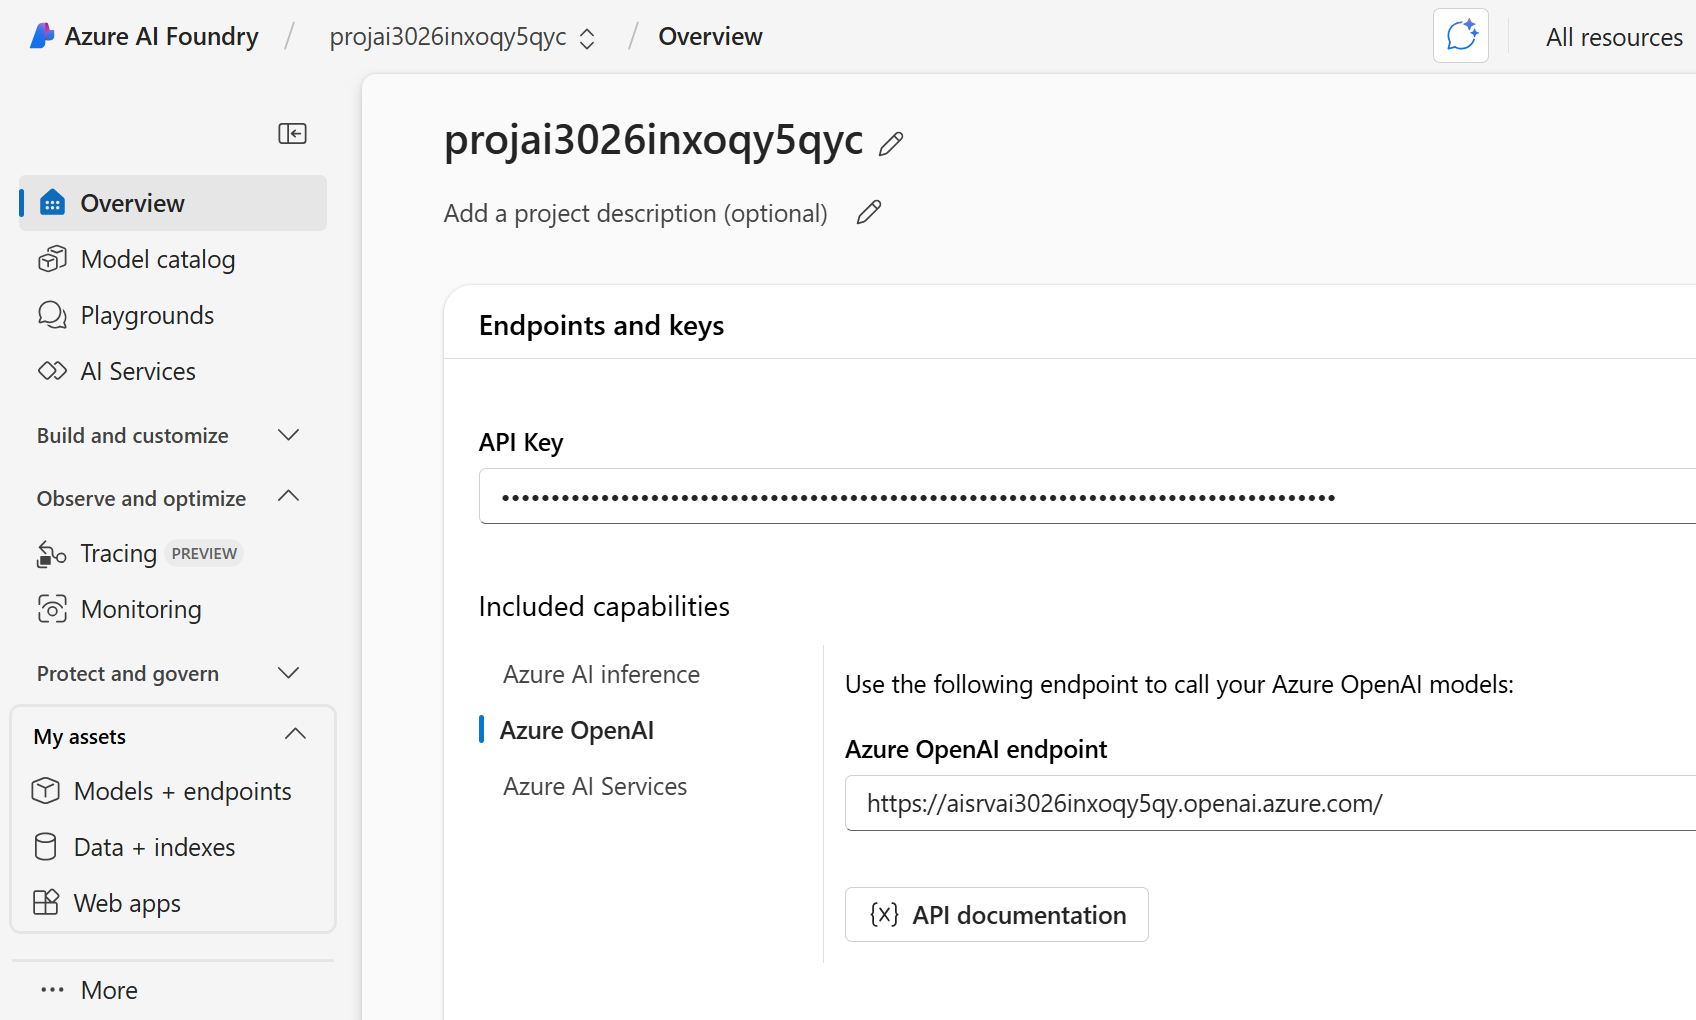 Azure AI Foundry / projai3026inxoqy5qyc / Overview
All resources
Overview
Model catalog
Playgrounds
AI Services
Build and customize
Observe and optimize
Tracing PREVIEW
Monitoring
Protect and govern
My assets
Models + endpoints
Data + indexes
Web apps
More
projai3026inxoqy5qyc
Add a project description (optional)
Endpoints and keys
API Key
Included capabilities
Azure AI inference
Azure OpenAI
Azure AI Services
Use the following endpoint to call your Azure OpenAI models:
Azure OpenAI endpoint
https://aisrvai3026inxoqy5qy.openai.azure.com/
{x} API documentation